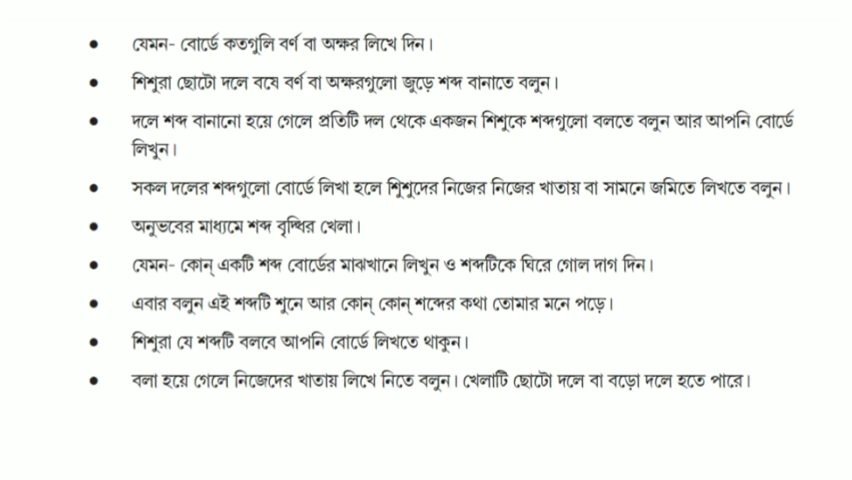 • যেমন- বোর্ডে কতগুলি বর্ণ বা অক্ষর লিখে দিন।
• শিশুরা ছোটো দলে বষে বর্ণ বা অক্ষরগুলো জুড়ে শব্দ বানাতে বলুন।
• দলে শব্দ বানানো হয়ে গেলে প্রতিটি দল থেকে একজন শিশুকে শব্দগুলো বলতে বলুন আর আপনি বোর্ডে
লিখুন।
• সকল দলের শব্দগুলো বোর্ডে লিখা হলে শিুশুদের নিজের নিজের খাতায় বা সামনে জমিতে লিখতে বলুন।
• অনুভবের মাধ্যমে শব্দ বৃদ্ধির খেলা।
• যেমন- কোন্ একটি শব্দ বোর্ডের মাঝখানে লিখুন ও শব্দটিকে ঘিরে গোল দাগ দিন।
• এবার বলুন এই শব্দটি শুনে আর কোন্ কোন্ শব্দের কথা তোমার মনে পড়ে।
• শিশুরা যে শব্দটি বলবে আপনি বোর্ডে লিখতে থাকুন।
• বলা হয়ে গেলে নিজেদের খাতায় লিখে নিতে বলুন। খেলাটি ছোটো দলে বা বড়ো দলে হতে পারে।